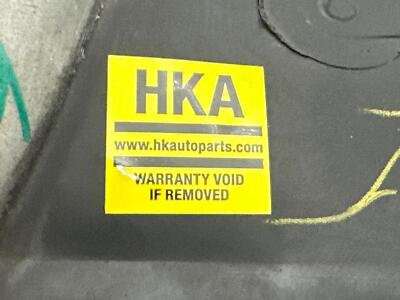 HKA
www.hkautoparts.com
WARRANTY VOID
IF REMOVED